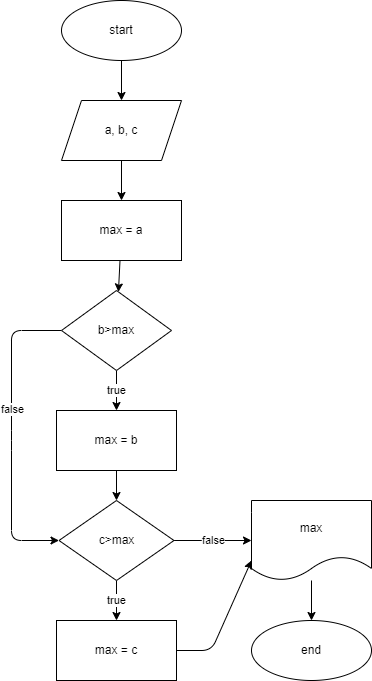 start
a, b, c
max = a
b>max
true
false
max = b
c>max
false
max
true
max = c
end